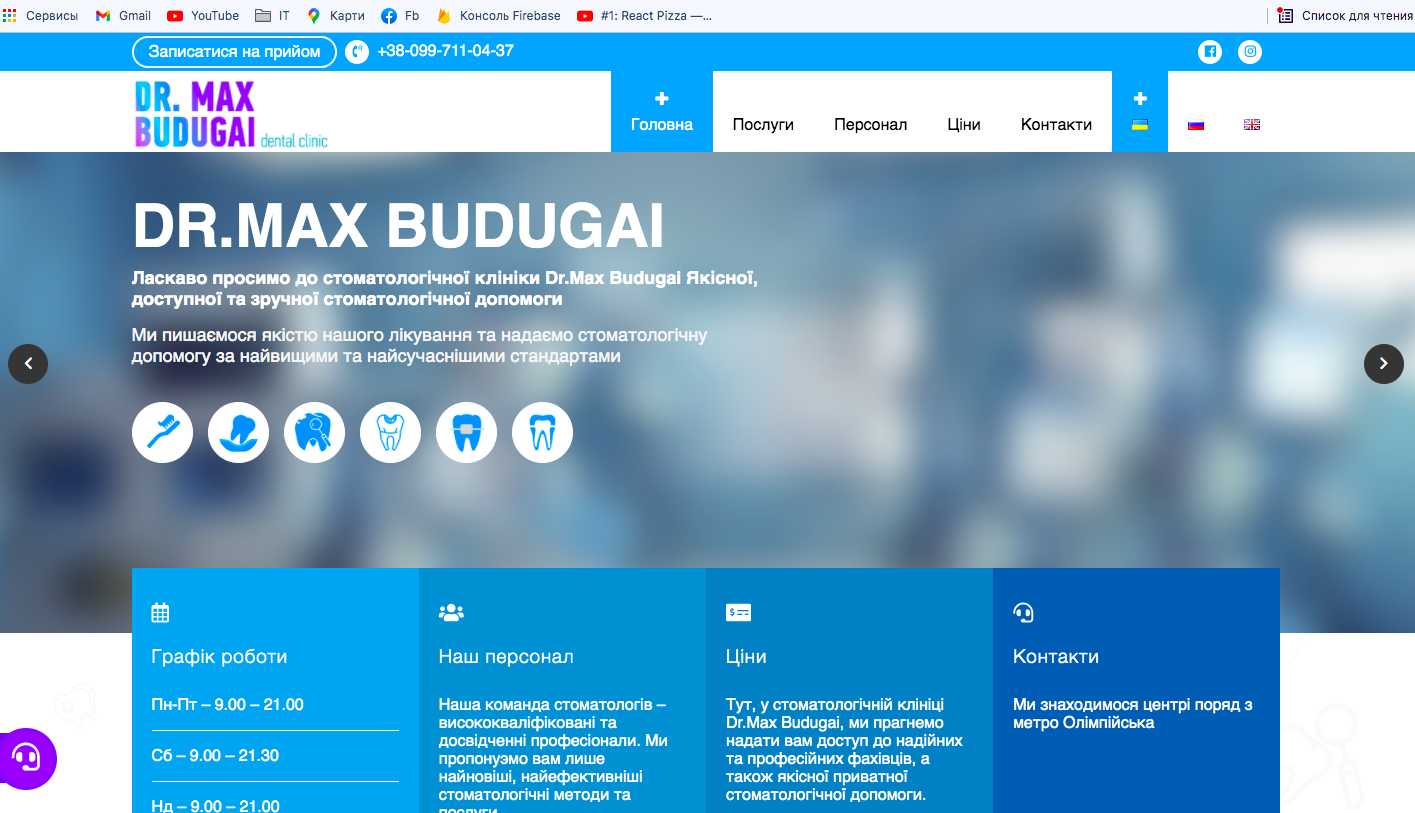 Сервисы Gmail YouTube IT Карти Fb Консоль Firebase #1: React Pizza —... Список для чтения
Записатися на прийом +38-099-711-04-37
DR. MAX
BUDUGAI dental clinic
Головна Послуги Персонал Ціни Контакти
DR.MAX BUDUGAI
Ласкаво просимо до стоматологічної клініки Dr.Max Budugai Якісної,
доступної та зручної стоматологічної допомоги
Ми пишаємося якістю нашого лікування та надаємо стоматологічну
допомогу за найвищими та найсучаснішими стандартами
Графік роботи
Пн-Пт – 9.00 – 21.00
Сб – 9.00 – 21.30
Нд – 9.00 – 21.00
Наш персонал
Наша команда стоматологів –
висококваліфіковані та
досвідченні професіонали. Ми
пропонуэмо вам лише
найновіші, найефективніші
стоматологічні методи та
послуги
Ціни
Тут, у стоматологічній клініці
Dr.Max Budugai, ми прагнемо
надати вам доступ до надійних
та професійних фахівців, а
також якісної приватної
стоматологічної допомоги.
Контакти
Ми знаходимося центрі поряд з
метро Олімпійська